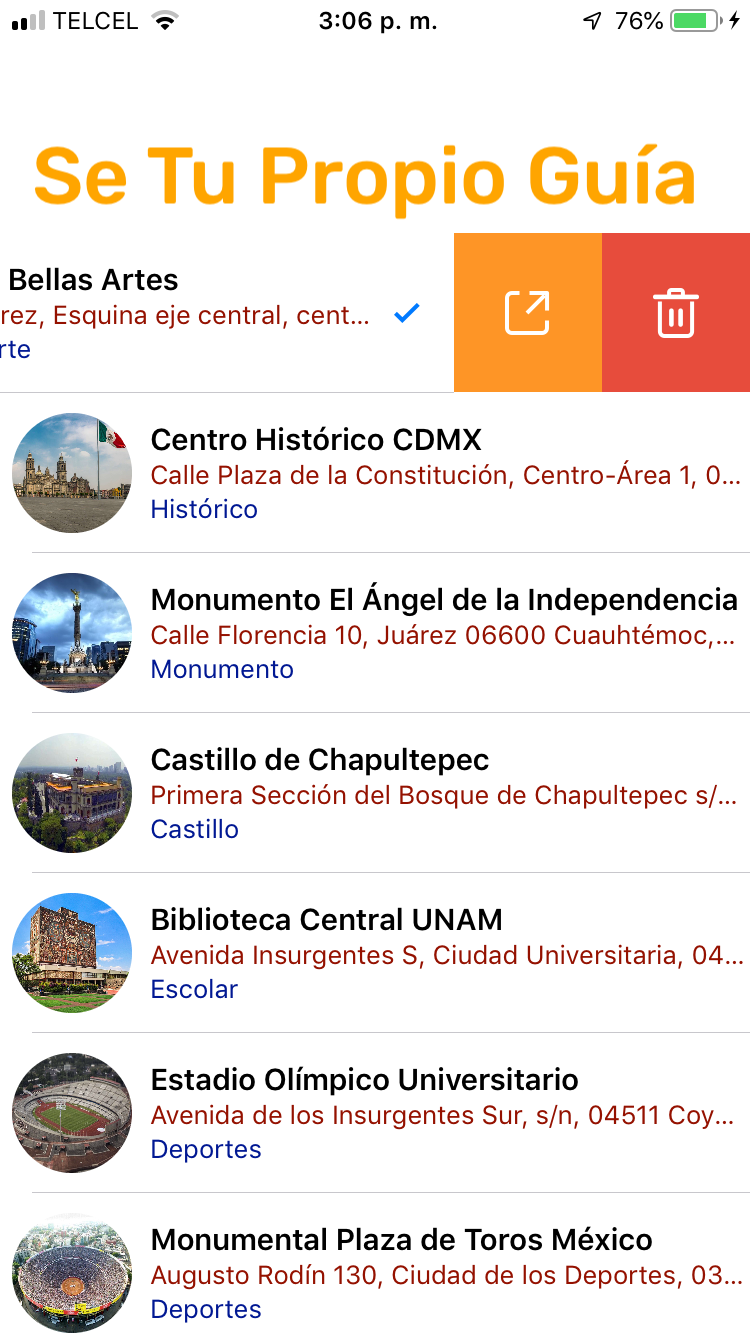 TELCEL 3:06 p. m. 76%
Se Tu Propio Guía
Bellas Artes
rez, Esquina eje central, cent...
rte
Centro Histórico CDMX
Calle Plaza de la Constitución, Centro-Área 1, 0...
Histórico
Monumento El Ángel de la Independencia
Calle Florencia 10, Juárez 06600 Cuauhtémoc,...
Monumento
Castillo de Chapultepec
Primera Sección del Bosque de Chapultepec s/...
Castillo
Biblioteca Central UNAM
Avenida Insurgentes S, Ciudad Universitaria, 04...
Escolar
Estadio Olímpico Universitario
Avenida de los Insurgentes Sur, s/n, 04511 Coy...
Deportes
Monumental Plaza de Toros México
Augusto Rodín 130, Ciudad de los Deportes, 03...
Deportes